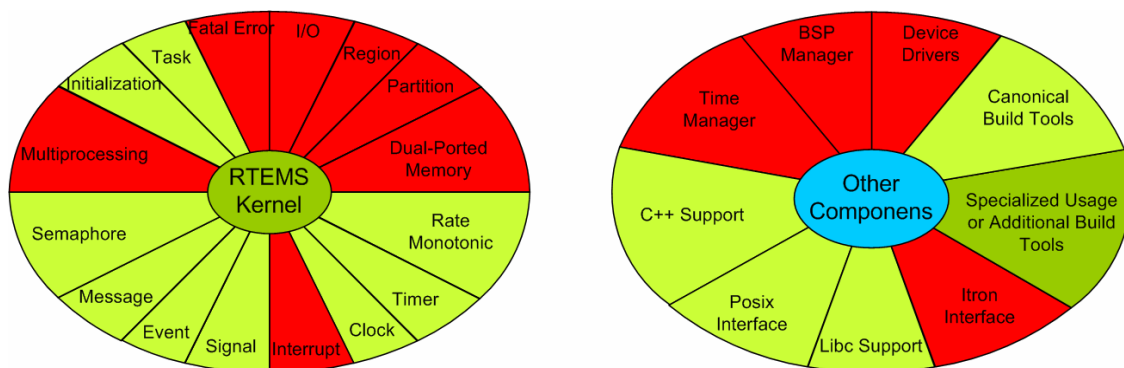 Fatal Error
I/O
Region
Partition
Dual-Ported
Memory
Rate
Monotonic
Timer
Clock
Interrupt
Signal
Event
Message
Semaphore
Multiprocessing
Initialization
Task
RTEMS
Kernel
BSP
Manager
Device
Drivers
Canonical
Build Tools
Specialized Usage
or Additional Build
Tools
Itron
Interface
Libc Support
Posix
Interface
C++ Support
Time
Manager
Other
Componens